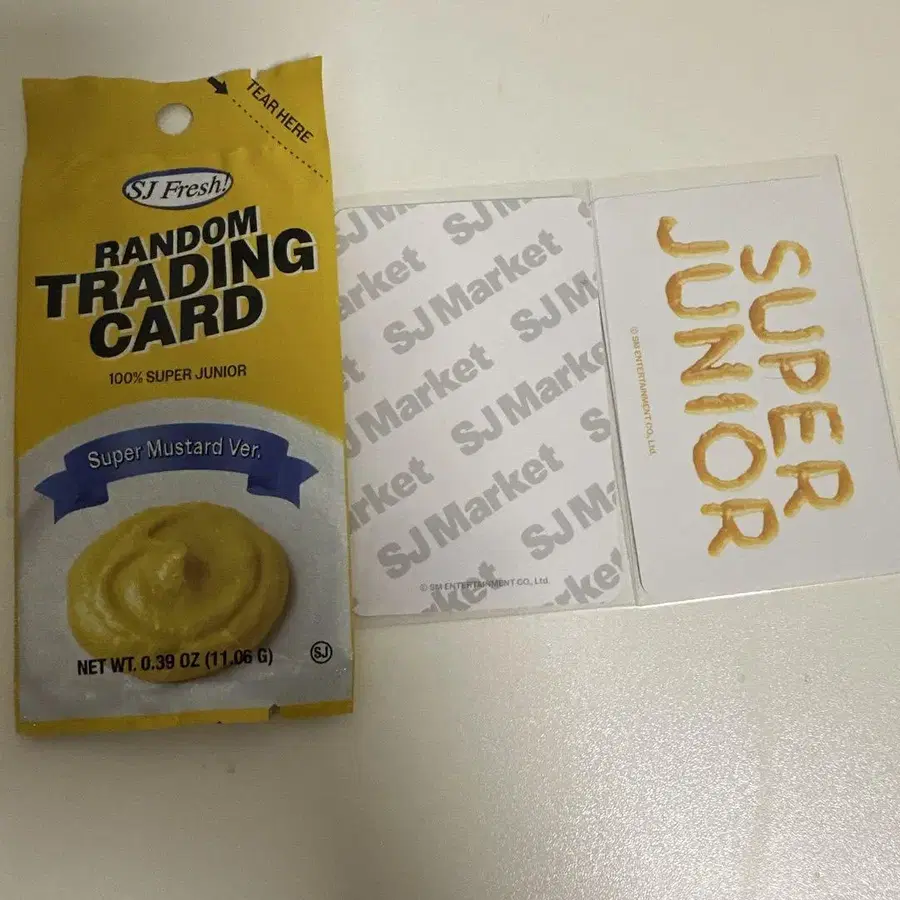 TEAR HERE
SJ Fresh!
RANDOM
TRADING
CARD
100% SUPER JUNIOR
Super Mustard Ver.
NET WT. 0.39 OZ (11.06 G)
SJ
SJ Market
SJ Market
SJ Market
SJ Market
SJ Market
SJ Market
© SM ENTERTAINMENT CO., Ltd.
SUPER
JUNIOR
© SM ENTERTAINMENT CO., Ltd.